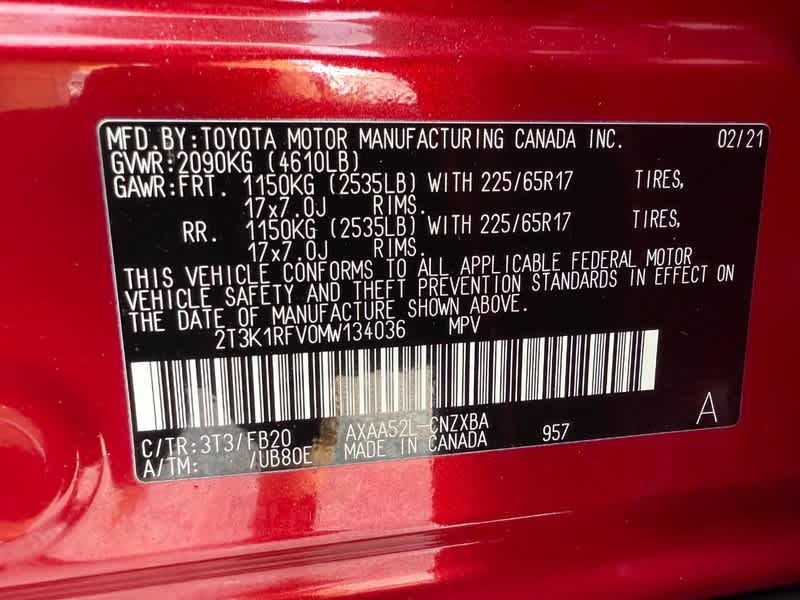 MFD.BY:TOYOTA MOTOR MANUFACTURING CANADA INC. 02/21
GVWR:2090KG (4610LB)
GAWR:FRT. 1150KG (2535LB) WITH 225/65R17 TIRES,
17x7.0J RIMS.
RR. 1150KG (2535LB) WITH 225/65R17 TIRES,
17x7.0J RIMS.
THIS VEHICLE CONFORMS TO ALL APPLICABLE FEDERAL MOTOR
VEHICLE SAFETY AND THEFT PREVENTION STANDARDS IN EFFECT ON
THE DATE OF MANUFACTURE SHOWN ABOVE.
2T3K1RFV0MW134036 MPV
C/TR:3T3/FB20 AXAA52L-CNZXBA 957 A
A/TM: /UB80E MADE IN CANADA